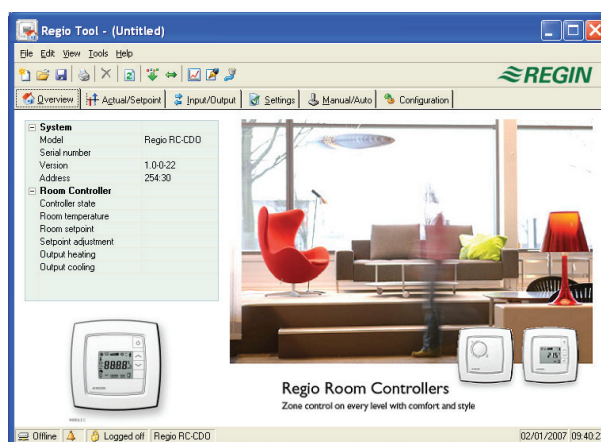 Regio Tool - (Untitled)
File Edit View Tools Help
REGIN
Overview Actual/Setpoint Input/Output Settings Manual/Auto Configuration
System
Model Regio RC-CDO
Serial number
Version 1.0-0-22
Address 254:30
Room Controller
Controller state
Room temperature
Room setpoint
Setpoint adjustment
Output heating
Output cooling
Regio Room Controllers
Zone control on every level with comfort and style
Offline Logged off Regio RC-CDO 02/01/2007 09:40:2